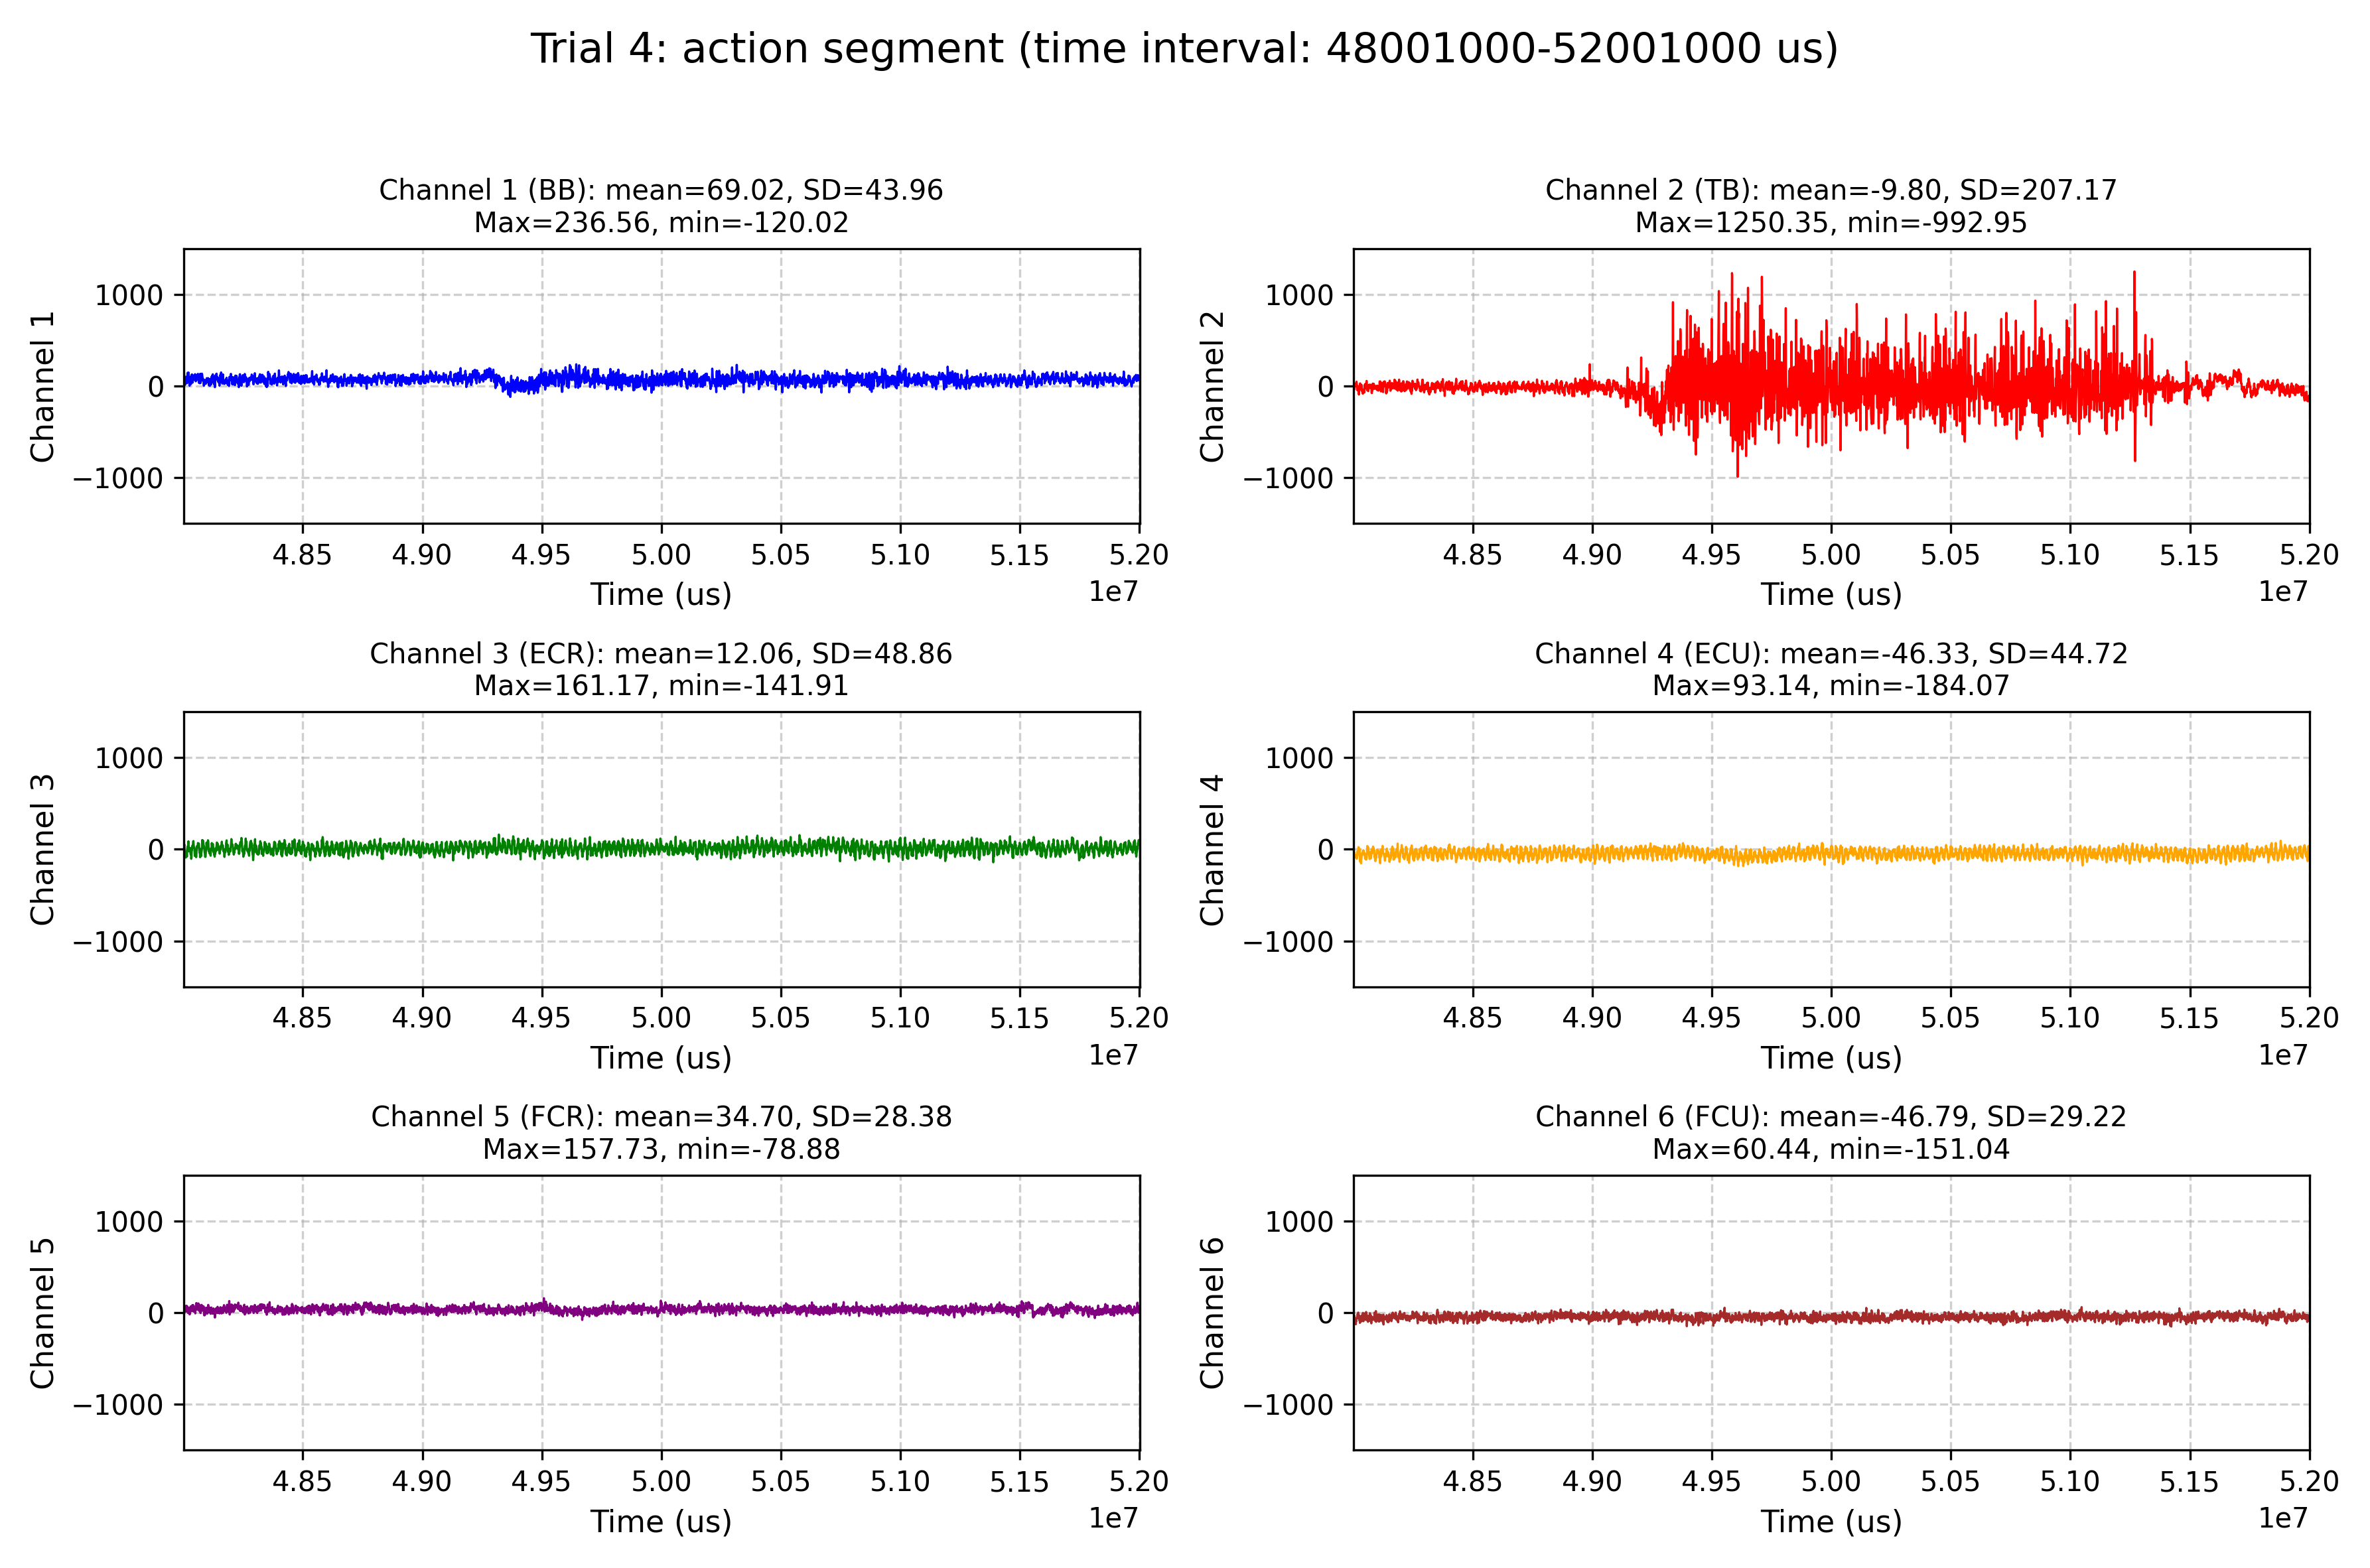 Trial 4: action segment (time interval: 48001000-52001000 us)
Channel 1 (BB): mean=69.02, SD=43.96
Max=236.56, min=-120.02
Channel 1
1000
0
−1000
4.85 4.90 4.95 5.00 5.05 5.10 5.15 5.20
Time (us)
1e7
Channel 2 (TB): mean=-9.80, SD=207.17
Max=1250.35, min=-992.95
Channel 2
1000
0
−1000
4.85 4.90 4.95 5.00 5.05 5.10 5.15 5.20
Time (us)
1e7
Channel 3 (ECR): mean=12.06, SD=48.86
Max=161.17, min=-141.91
Channel 3
1000
0
−1000
4.85 4.90 4.95 5.00 5.05 5.10 5.15 5.20
Time (us)
1e7
Channel 4 (ECU): mean=-46.33, SD=44.72
Max=93.14, min=-184.07
Channel 4
1000
0
−1000
4.85 4.90 4.95 5.00 5.05 5.10 5.15 5.20
Time (us)
1e7
Channel 5 (FCR): mean=34.70, SD=28.38
Max=157.73, min=-78.88
Channel 5
1000
0
−1000
4.85 4.90 4.95 5.00 5.05 5.10 5.15 5.20
Time (us)
1e7
Channel 6 (FCU): mean=-46.79, SD=29.22
Max=60.44, min=-151.04
Channel 6
1000
0
−1000
4.85 4.90 4.95 5.00 5.05 5.10 5.15 5.20
Time (us)
1e7